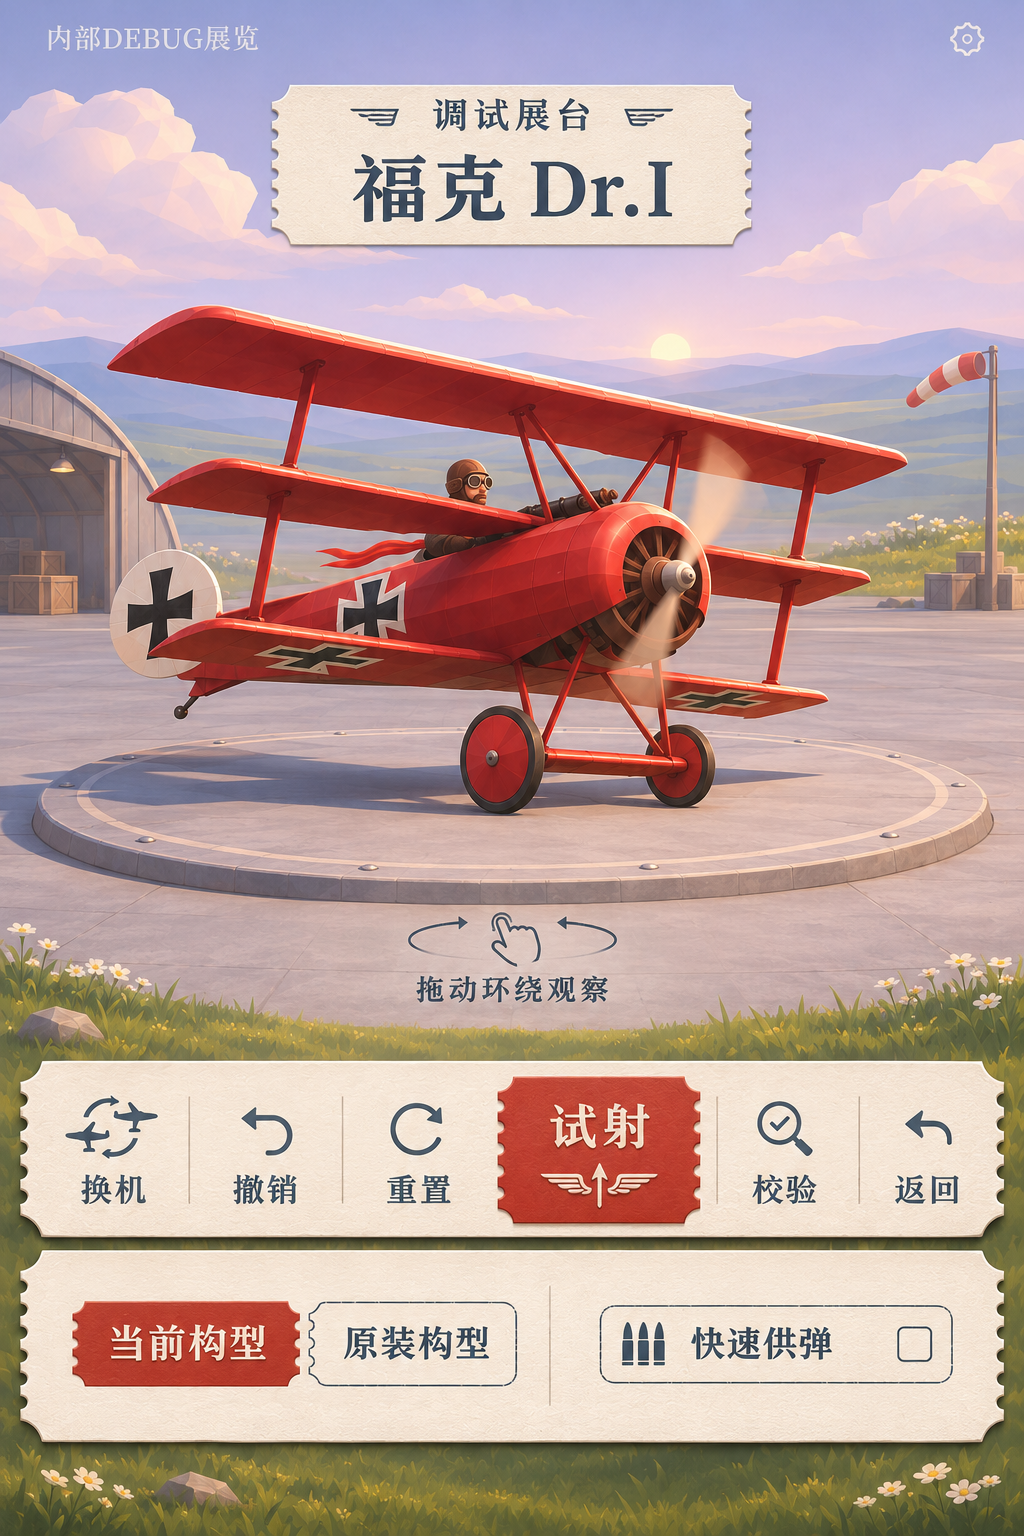 内部DEBUG展览
调试展台
福克 Dr.I
拖动环绕观察
换机
撤销
重置
试射
校验
返回
当前构型
原装构型
快速供弹